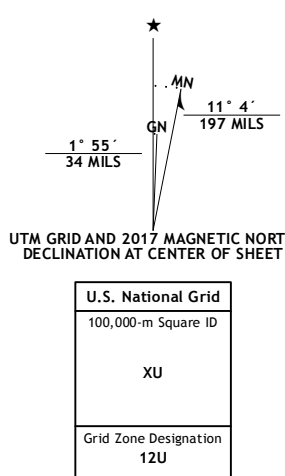 ★
MN
GN
11° 4´
197 MILS
1° 55´
34 MILS
UTM GRID AND 2017 MAGNETIC NORT
DECLINATION AT CENTER OF SHEET
U.S. National Grid
100,000-m Square ID
XU
Grid Zone Designation
12U